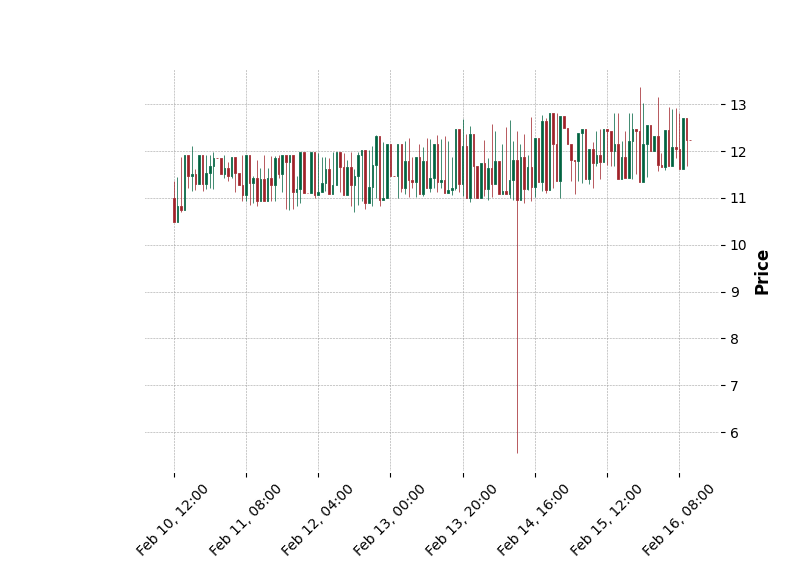 13
12
11
10
9
8
7
6
Price
Feb 10, 12:00
Feb 11, 08:00
Feb 12, 04:00
Feb 13, 00:00
Feb 13, 20:00
Feb 14, 16:00
Feb 15, 12:00
Feb 16, 08:00